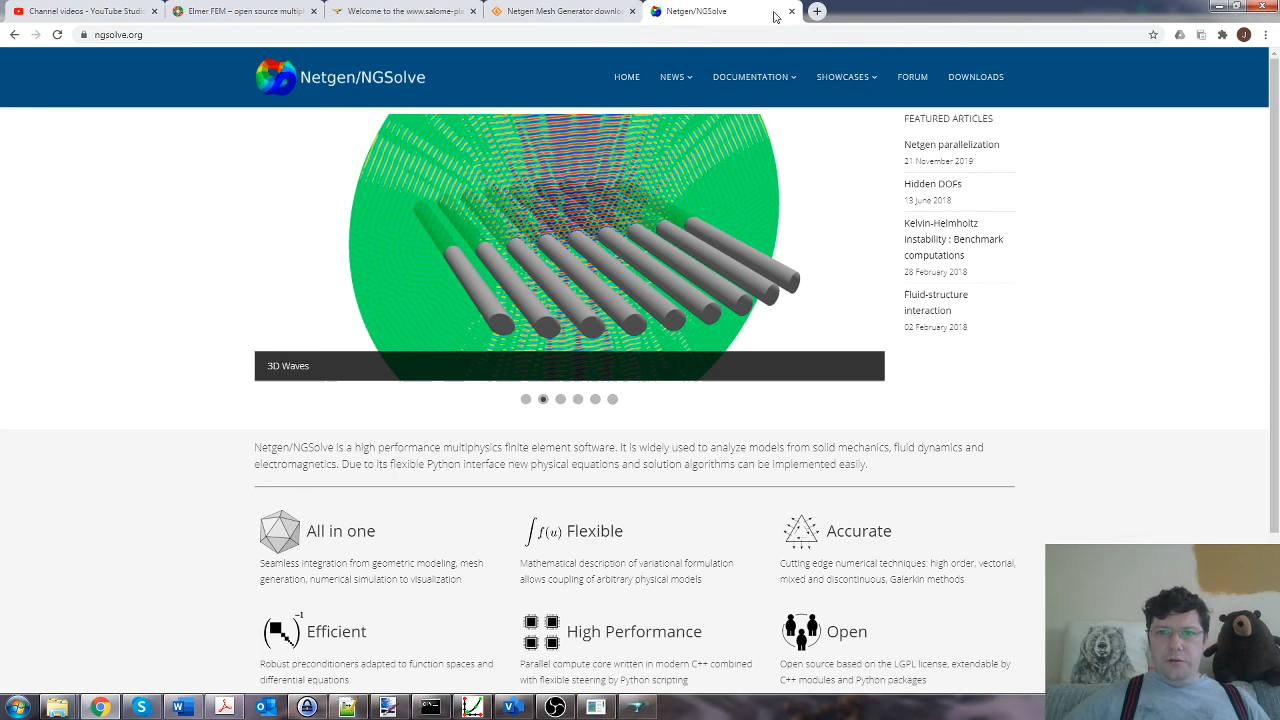 Channel videos - YouTube Studio
Elmer FEM – open source multip
Welcome to the www.salome-pla
Netgen Mesh Generator downlo
Netgen/NGSolve
ngsolve.org
J
Netgen/NGSolve
HOME
NEWS
DOCUMENTATION
SHOWCASES
FORUM
DOWNLOADS
3D Waves
FEATURED ARTICLES
Netgen parallelization
21 November 2019
Hidden DOFs
13 June 2018
Kelvin-Helmholtz
instability : Benchmark
computations
28 February 2018
Fluid-structure
interaction
02 February 2018
Netgen/NGSolve is a high performance multiphysics finite element software. It is widely used to analyze models from solid mechanics, fluid dynamics and
electromagnetics. Due to its flexible Python interface new physical equations and solution algorithms can be implemented easily.
All in one
Seamless integration from geometric modeling, mesh
generation, numerical simulation to visualization
∫ f(u) Flexible
Mathematical description of variational formulation
allows coupling of arbitrary physical models
Accurate
Cutting edge numerical techniques: high order, vectorial,
mixed and discontinuous, Galerkin methods
-1
Efficient
Robust preconditioners adapted to function spaces and
differential equations
High Performance
Parallel compute core written in modern C++ combined
with flexible steering by Python scripting
Open
Open source based on the LGPL license, extendable by
C++ modules and Python packages